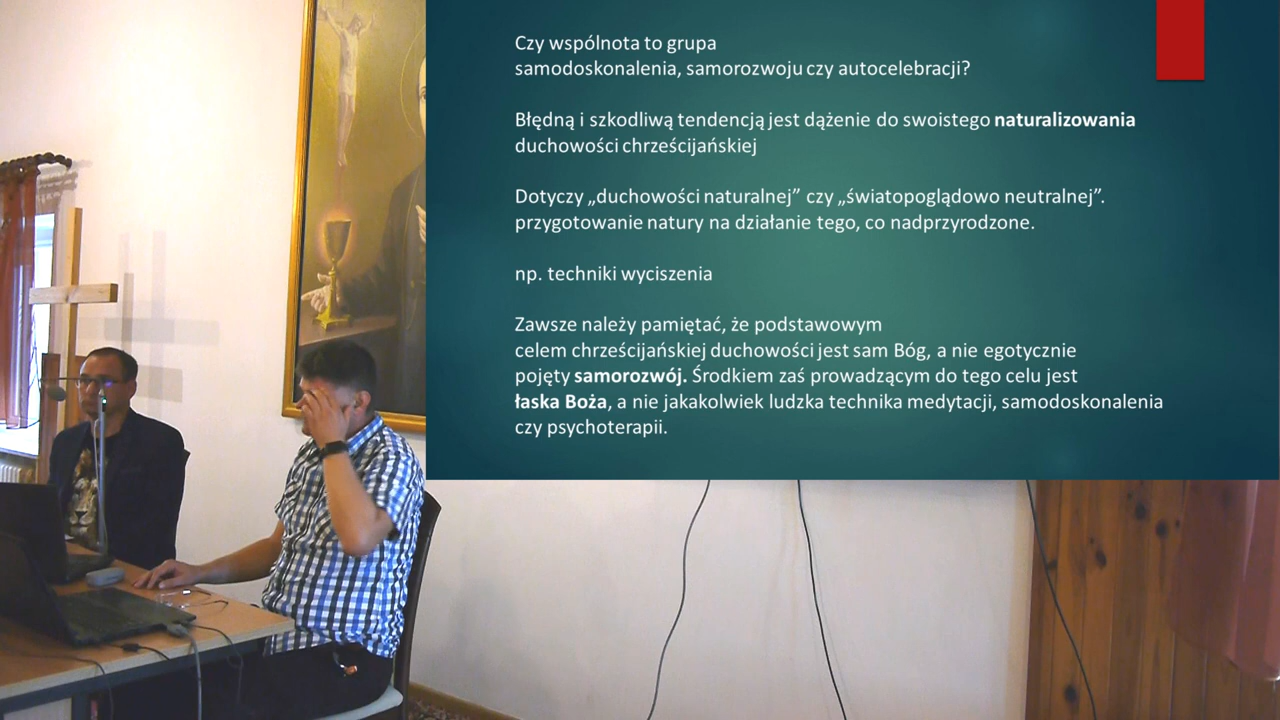 Czy wspólnota to grupa
samodoskonalenia, samorozwoju czy autocelebracji?
Błędną i szkodliwą tendencją jest dążenie do swoistego naturalizowania
duchowości chrześcijańskiej
Dotyczy „duchowości naturalnej” czy „światopoglądowo neutralnej”.
przygotowanie natury na działanie tego, co nadprzyrodzone.
np. techniki wyciszenia
Zawsze należy pamiętać, że podstawowym
celem chrześcijańskiej duchowości jest sam Bóg, a nie egotycznie
pojęty samorozwój. Środkiem zaś prowadzącym do tego celu jest
łaska Boża, a nie jakakolwiek ludzka technika medytacji, samodoskonalenia
czy psychoterapii.